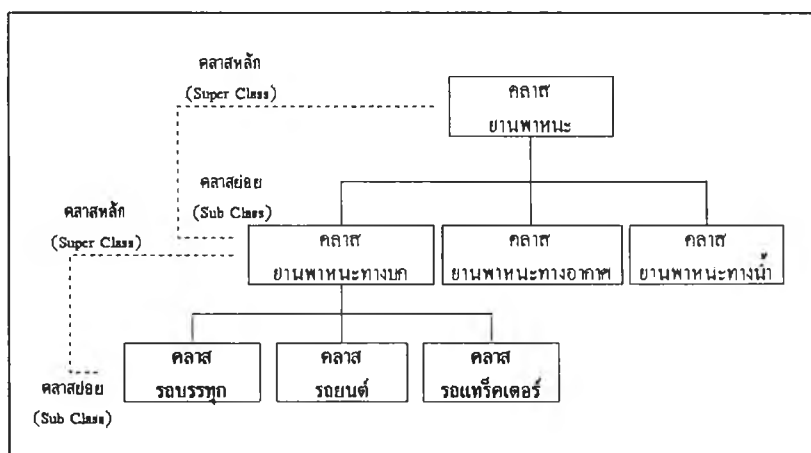 คลาสหลัก
(Super Class)
คลาส
ยานพาหนะ
คลาสย่อย
(Sub Class)
คลาสหลัก
(Super Class)
คลาส
ยานพาหนะทางบก
คลาส
ยานพาหนะทางอากาศ
คลาส
ยานพาหนะทางน้ำ
คลาส
รถบรรทุก
คลาส
รถยนต์
คลาส
รถแทร็คเตอร์
คลาสย่อย
(Sub Class)